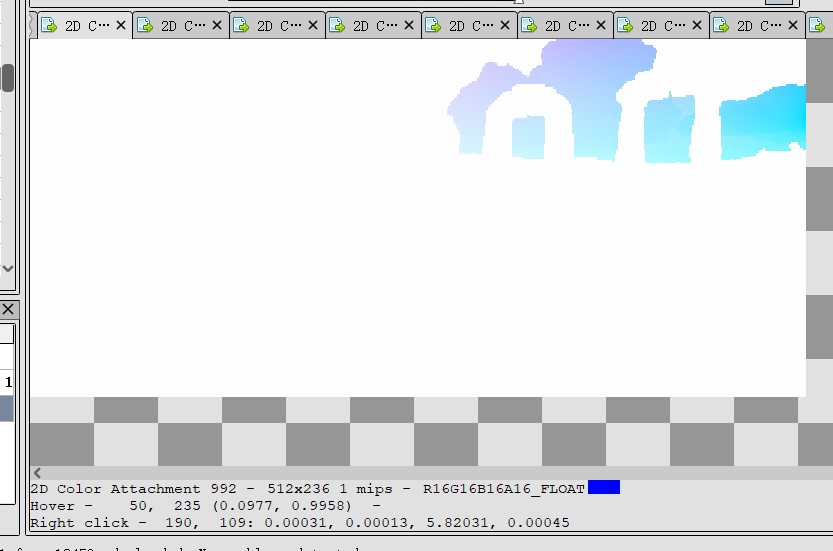 2D C··· 2D C··· 2D C··· 2D C··· 2D C··· 2D C··· 2D C··· 2D C···
1
2D Color Attachment 992 - 512x236 1 mips - R16G16B16A16_FLOAT
Hover - 50, 235 (0.0977, 0.9958) -
Right click - 190, 109: 0.00031, 0.00013, 5.82031, 0.00045